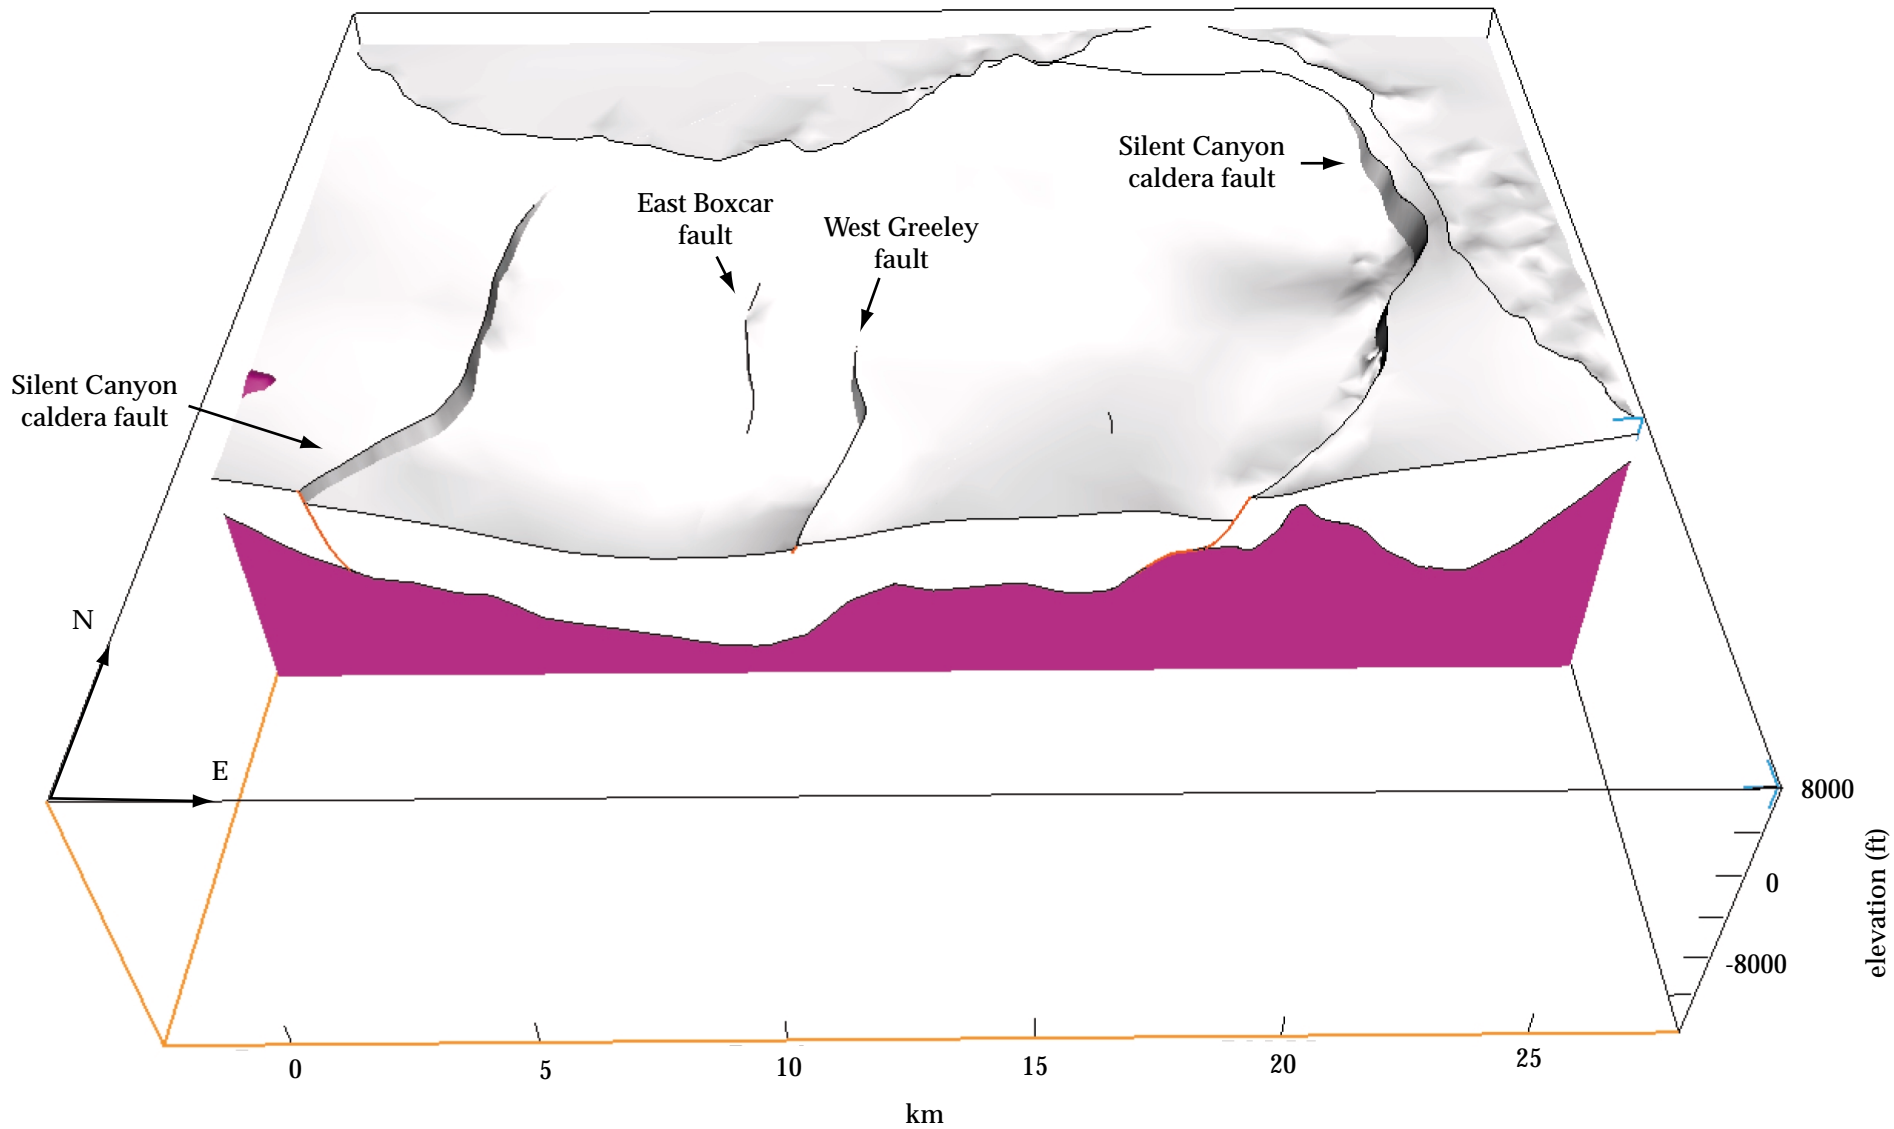 Silent Canyon
caldera fault
East Boxcar
fault
West Greeley
fault
Silent Canyon
caldera fault
N
E
8000
0
-8000
elevation (ft)
0
5
10
15
20
25
km